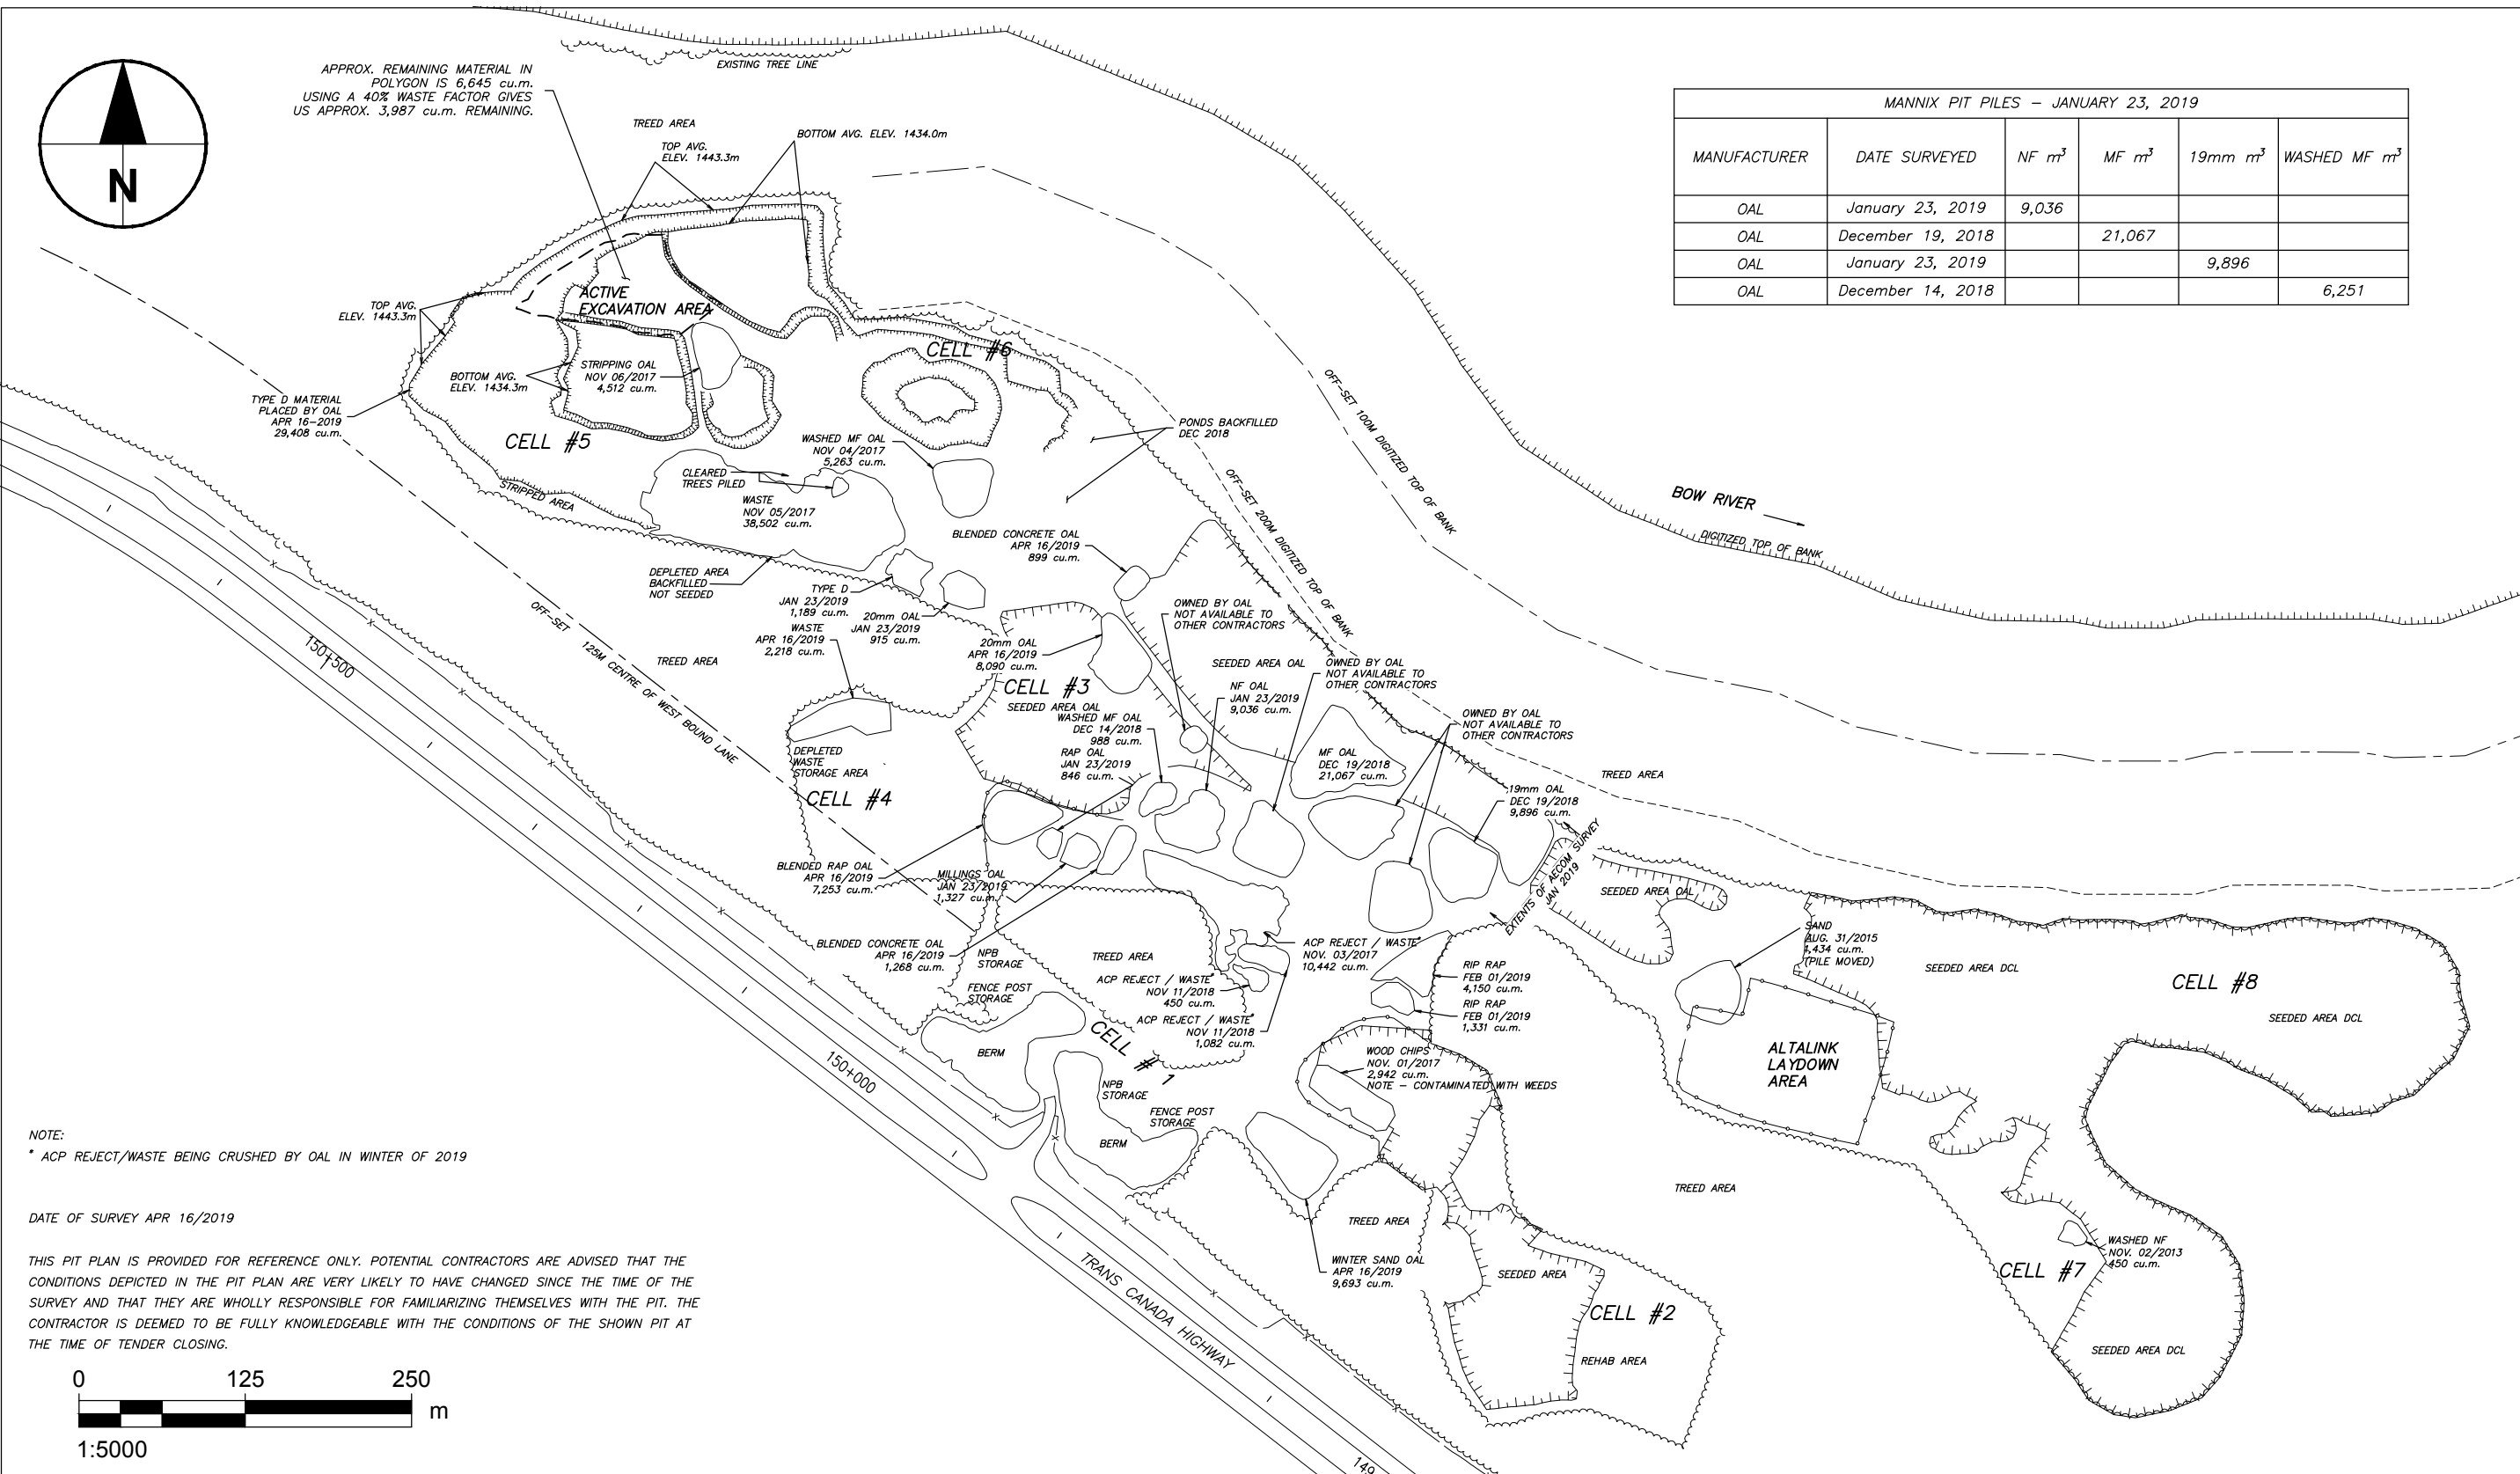 EXISTING TREE LINE
APPROX. REMAINING MATERIAL IN
POLYGON IS 6,645 cu.m.
USING A 40% WASTE FACTOR GIVES
US APPROX. 3,987 cu.m. REMAINING.
N
TREED AREA
TOP AVG.
ELEV. 1443.3m
BOTTOM AVG. ELEV. 1434.0m
MANNIX PIT PILES – JANUARY 23, 2019
MANUFACTURER DATE SURVEYED NF m³ MF m³ 19mm m³ WASHED MF m³
OAL January 23, 2019 9,036
OAL December 19, 2018 21,067
OAL January 23, 2019 9,896
OAL December 14, 2018 6,251
ACTIVE
EXCAVATION AREA
TOP AVG.
ELEV. 1443.3m
CELL #6
STRIPPING OAL
NOV 06/2017
4,512 cu.m.
BOTTOM AVG.
ELEV. 1434.3m
TYPE D MATERIAL
PLACED BY OAL
APR 16–2019
29,408 cu.m.
CELL #5
WASHED MF OAL
NOV 04/2017
5,263 cu.m.
PONDS BACKFILLED
DEC 2018
CLEARED
TREES PILED
STRIPPED AREA
WASTE
NOV 05/2017
38,502 cu.m.
OFF–SET 100M DIGITIZED TOP OF BANK
OFF–SET 200M DIGITIZED TOP OF BANK
BOW RIVER
DIGITIZED TOP OF BANK
BLENDED CONCRETE OAL
APR 16/2019
899 cu.m.
DEPLETED AREA
BACKFILLED
NOT SEEDED
TYPE D
JAN 23/2019
1,189 cu.m.
20mm OAL
JAN 23/2019
915 cu.m.
OWNED BY OAL
NOT AVAILABLE TO
OTHER CONTRACTORS
OFF–SET 125M CENTRE OF WEST BOUND LANE
WASTE
APR 16/2019
2,218 cu.m.
20mm OAL
APR 16/2019
8,090 cu.m.
150+500
TREED AREA
SEEDED AREA OAL
OWNED BY OAL
NOT AVAILABLE TO
OTHER CONTRACTORS
CELL #3
SEEDED AREA OAL
NF OAL
JAN 23/2019
9,036 cu.m.
WASHED MF OAL
DEC 14/2018
988 cu.m.
OWNED BY OAL
NOT AVAILABLE TO
OTHER CONTRACTORS
RAP OAL
JAN 23/2019
846 cu.m.
MF OAL
DEC 19/2018
21,067 cu.m.
DEPLETED
WASTE
STORAGE AREA
CELL #4
TREED AREA
19mm OAL
DEC 19/2018
9,896 cu.m.
EXTENTS OF AECOM SURVEY
JAN 2019
BLENDED RAP OAL
APR 16/2019
7,253 cu.m.
MILLINGS OAL
JAN 23/2019
1,327 cu.m.
SEEDED AREA OAL
BLENDED CONCRETE OAL
APR 16/2019
1,268 cu.m.
NPB
STORAGE
TREED AREA
ACP REJECT / WASTE*
NOV. 03/2017
10,442 cu.m.
SAND
AUG. 31/2015
1,434 cu.m.
(PILE MOVED)
SEEDED AREA DCL
CELL #8
SEEDED AREA DCL
FENCE POST
STORAGE
ACP REJECT / WASTE*
NOV 11/2018
450 cu.m.
RIP RAP
FEB 01/2019
4,150 cu.m.
RIP RAP
FEB 01/2019
1,331 cu.m.
ACP REJECT / WASTE*
NOV 11/2018
1,082 cu.m.
CELL # 1
BERM
150+000
WOOD CHIPS
NOV. 01/2017
2,942 cu.m.
NOTE – CONTAMINATED WITH WEEDS
ALTALINK
LAYDOWN
AREA
NPB
STORAGE
FENCE POST
STORAGE
BERM
NOTE:
* ACP REJECT/WASTE BEING CRUSHED BY OAL IN WINTER OF 2019
TREED AREA
TREED AREA
DATE OF SURVEY APR 16/2019
WINTER SAND OAL
APR 16/2019
9,693 cu.m.
SEEDED AREA
WASHED NF
NOV. 02/2013
450 cu.m.
CELL #7
CELL #2
TRANS CANADA HIGHWAY
REHAB AREA
SEEDED AREA DCL
THIS PIT PLAN IS PROVIDED FOR REFERENCE ONLY. POTENTIAL CONTRACTORS ARE ADVISED THAT THE
CONDITIONS DEPICTED IN THE PIT PLAN ARE VERY LIKELY TO HAVE CHANGED SINCE THE TIME OF THE
SURVEY AND THAT THEY ARE WHOLLY RESPONSIBLE FOR FAMILIARIZING THEMSELVES WITH THE PIT. THE
CONTRACTOR IS DEEMED TO BE FULLY KNOWLEDGEABLE WITH THE CONDITIONS OF THE SHOWN PIT AT
THE TIME OF TENDER CLOSING.
0 125 250
m
1:5000